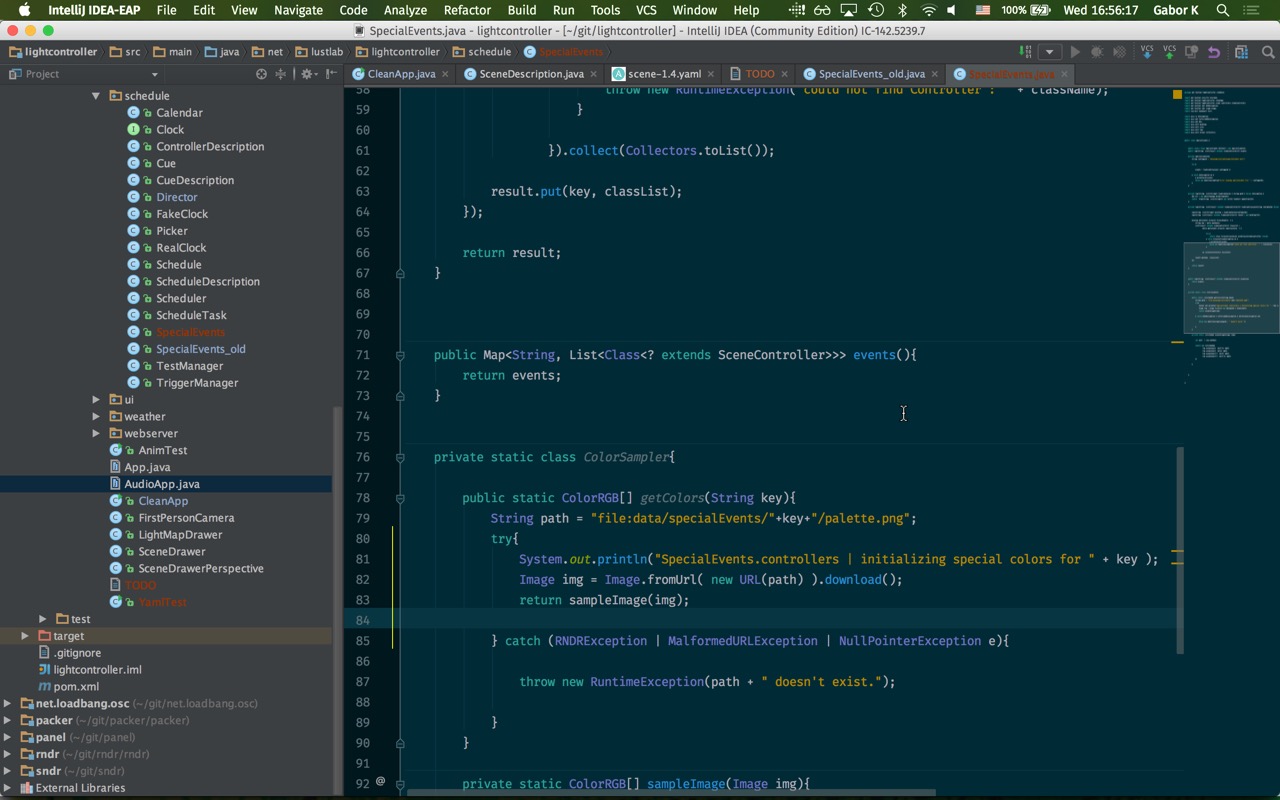 IntelliJ IDEA-EAP File Edit View Navigate Code Analyze Refactor Build Run Tools VCS Window Help 100% Wed 16:56:17 Gabor K
SpecialEvents.java - lightcontroller - [~/git/lightcontroller] - IntelliJ IDEA (Community Edition) IC-142.5239.7
lightcontroller src main java net lustlab lightcontroller schedule SpecialEvents
VCS VCS
Project
CleanApp.java SceneDescription.java scene-1.4.yaml TODO SpecialEvents_old.java SpecialEvents.java
schedule
Calendar
Clock
ControllerDescription
Cue
CueDescription
Director
FakeClock
Picker
RealClock
Schedule
ScheduleDescription
Scheduler
ScheduleTask
SpecialEvents
SpecialEvents_old
TestManager
TriggerManager
ui
weather
webserver
AnimTest
App.java
AudioApp.java
CleanApp
FirstPersonCamera
LightMapDrawer
SceneDrawer
SceneDrawerPerspective
TODO
YamlTest
test
target
.gitignore
lightcontroller.iml
pom.xml
net.loadbang.osc (~/git/net.loadbang.osc)
packer (~/git/packer/packer)
panel (~/git/panel)
rndr (~/git/rndr/rndr)
sndr (~/git/sndr)
External Libraries
58 throw new RuntimeException("Could not find Controller : " + className);
59 }
60
61 }).collect(Collectors.toList());
62
63 result.put(key, classList);
64 });
65
66 return result;
67 }
68
69
70
71 public Map<String, List<Class<? extends SceneController>>> events(){
72 return events;
73 }
74
75
76 private static class ColorSampler{
77
78 public static ColorRGB[] getColors(String key){
79 String path = "file:data/specialEvents/"+key+"/palette.png";
80 try{
81 System.out.println("SpecialEvents.controllers | initializing special colors for " + key );
82 Image img = Image.fromUrl( new URL(path) ).download();
83 return sampleImage(img);
84
85 } catch (RNDRException | MalformedURLException | NullPointerException e){
86
87 throw new RuntimeException(path + " doesn't exist.");
88
89 }
90 }
91
92 @ private static ColorRGB[] sampleImage(Image img){